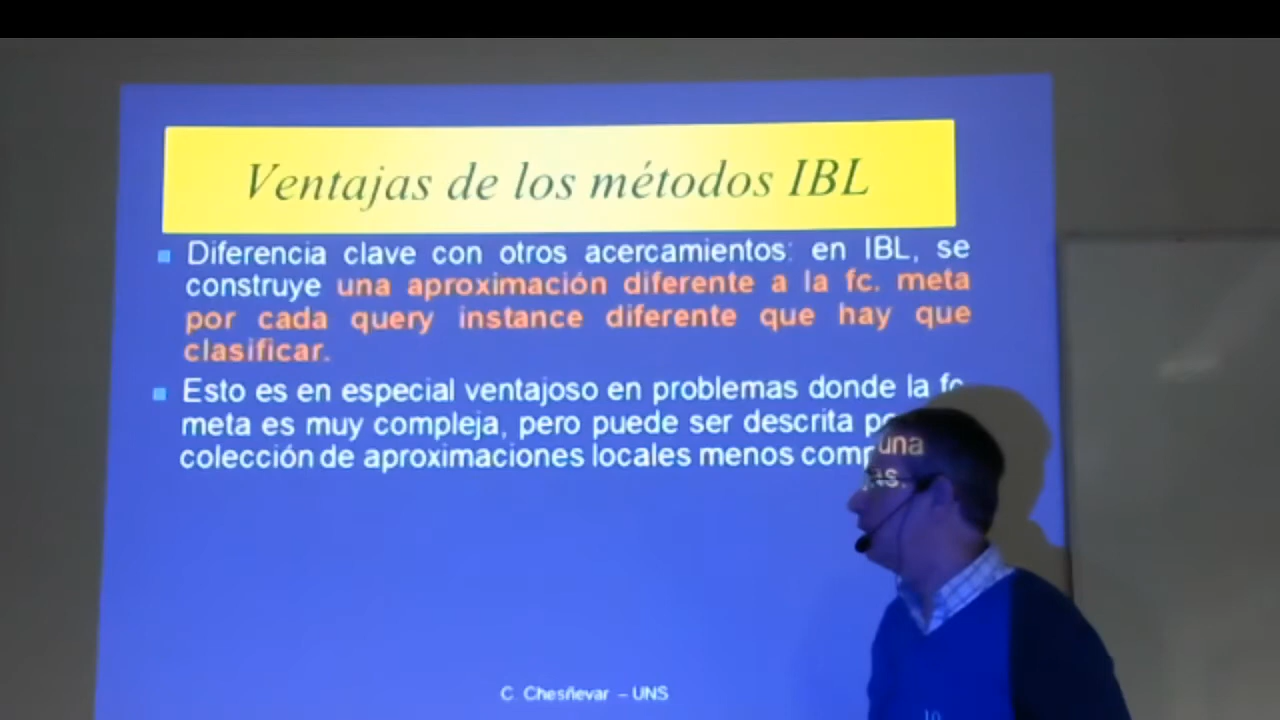 Ventajas de los métodos IBL
Diferencia clave con otros acercamientos: en IBL, se
construye una aproximación diferente a la fc. meta
por cada query instance diferente que hay que
clasificar.
Esto es en especial ventajoso en problemas donde la fc.
meta es muy compleja, pero puede ser descrita una
colección de aproximaciones locales menos
C. Chesñevar – UNS
10